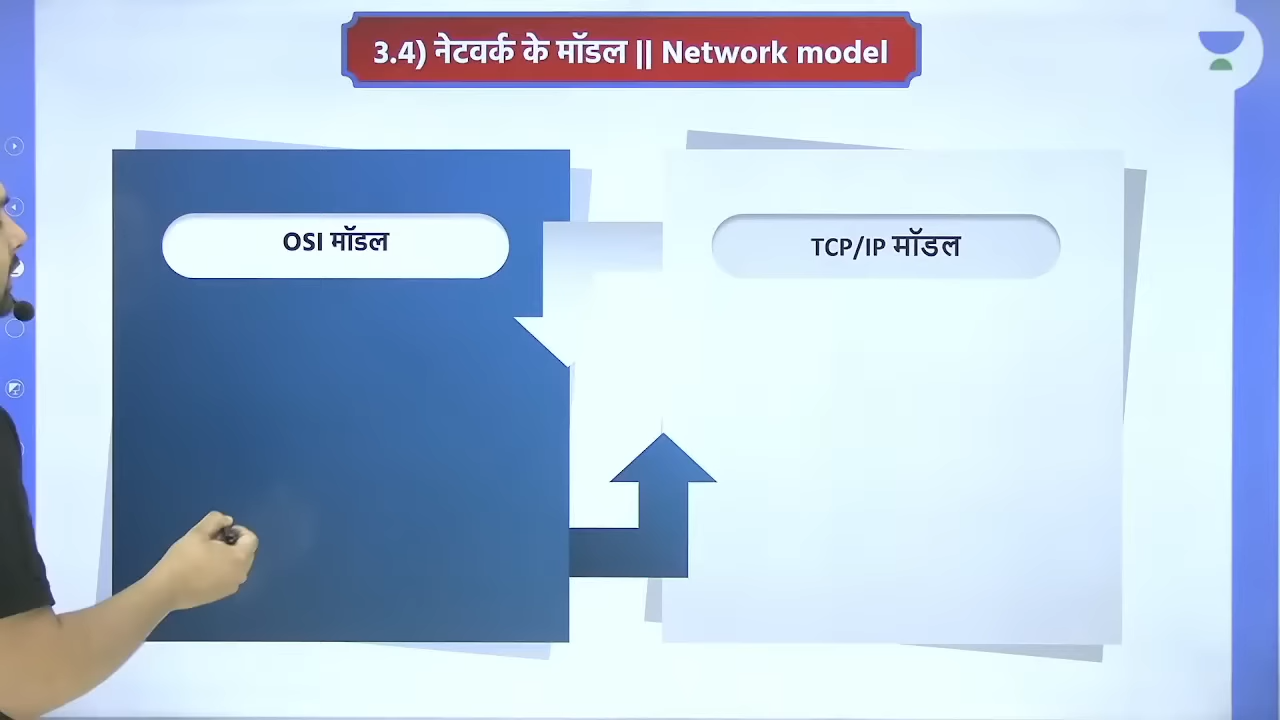 3.4) नेटवर्क के मॉडल || Network model
OSI मॉडल
TCP/IP मॉडल